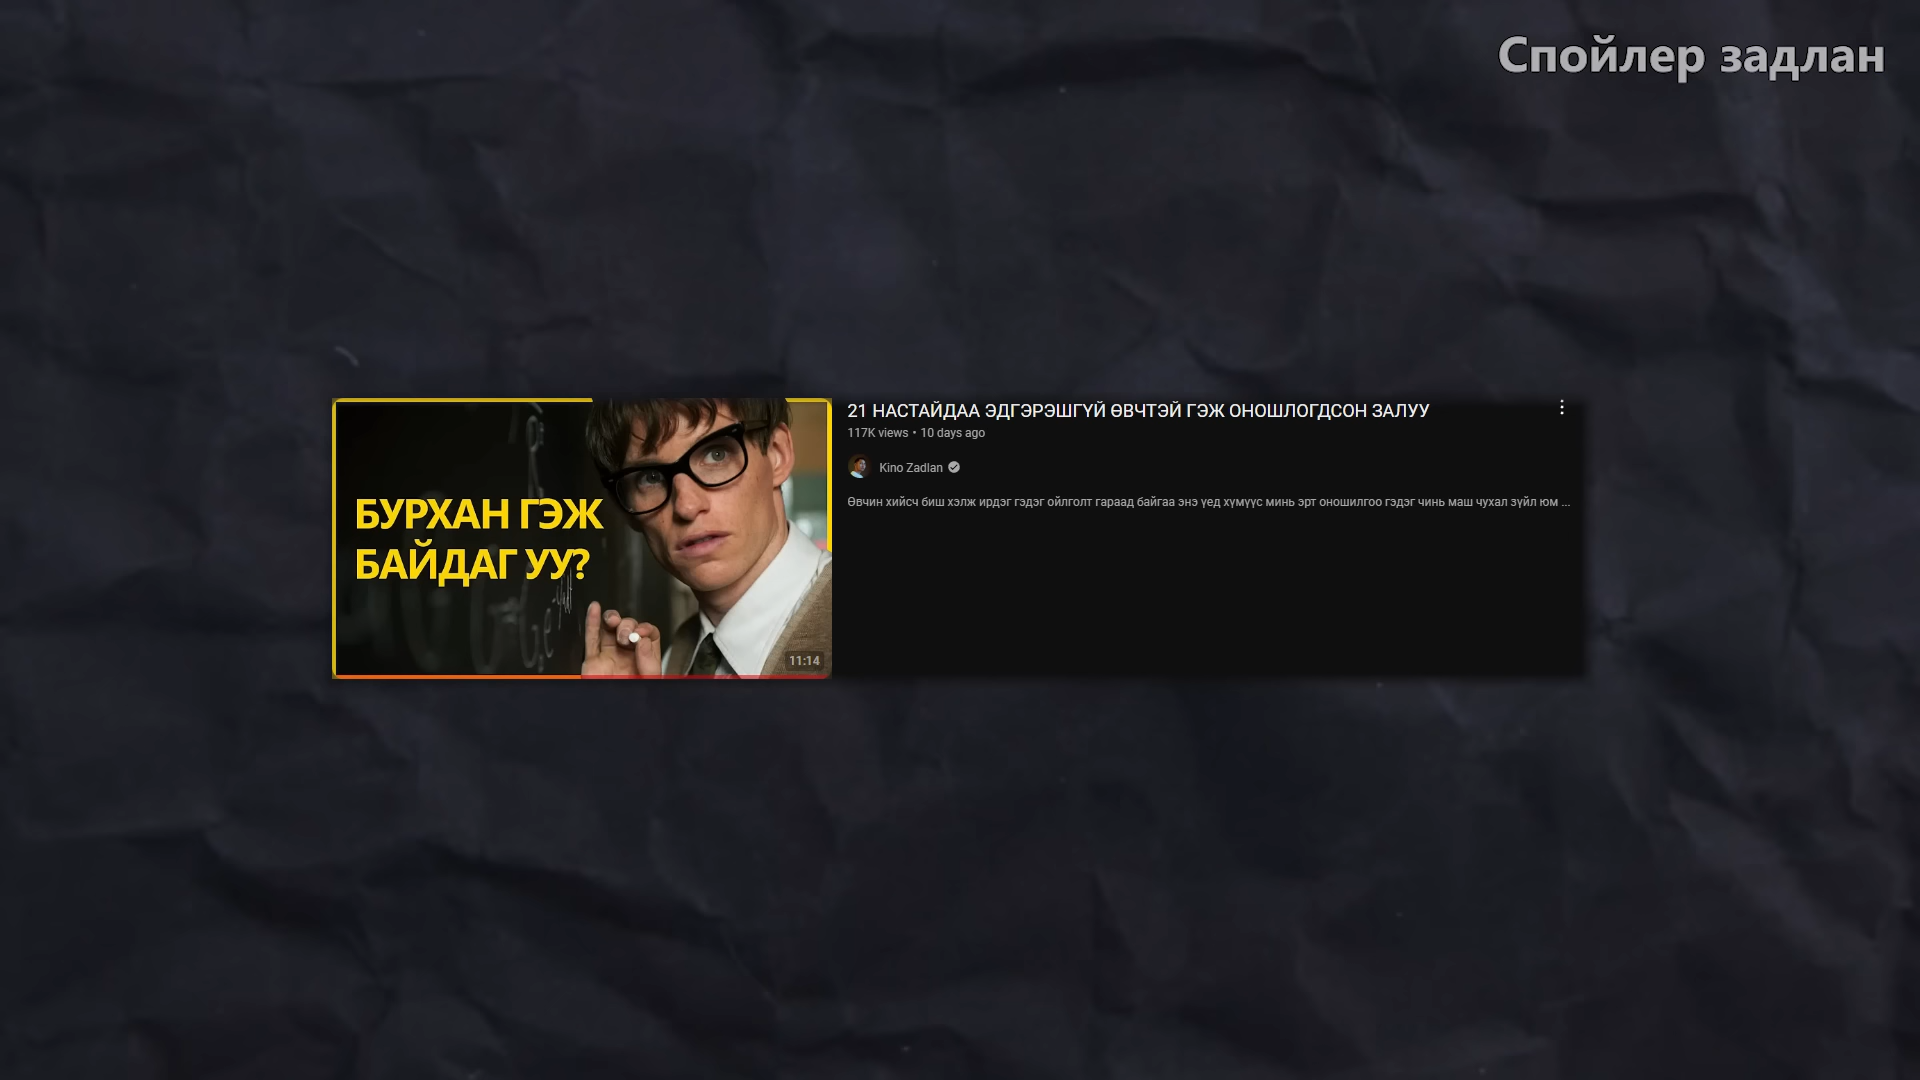 Спойлер задлан
21 НАСТАЙДАА ЭДГЭРЭШГҮЙ ӨВЧТЭЙ ГЭЖ ОНОШЛОГДСОН ЗАЛУУ
117K views • 10 days ago
Kino Zadlan
Өвчин хийсч биш хэлж ирдэг гэдэг ойлголт гараад байгаа энэ үед хүмүүс минь эрт оношилгоо гэдэг чинь маш чухал зүйл юм ...
БУРХАН ГЭЖ
БАЙДАГ УУ?
11:14